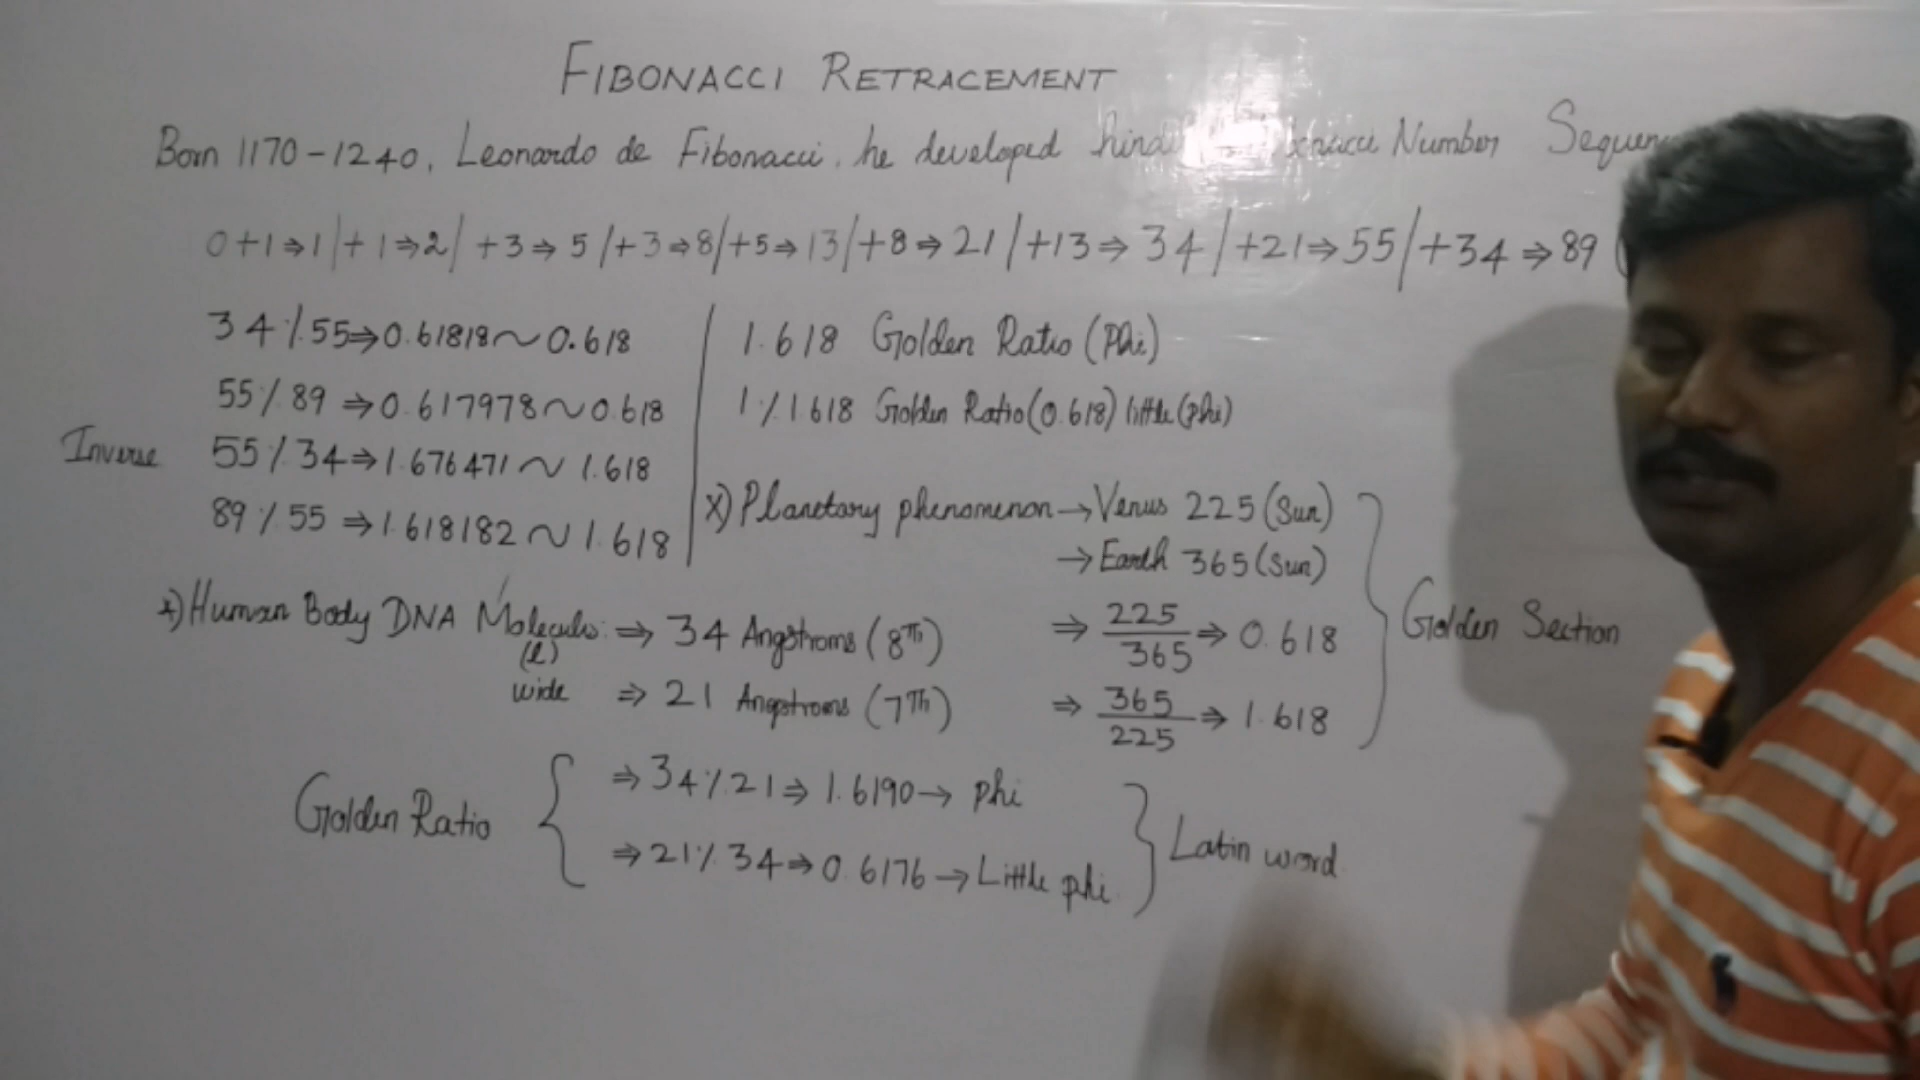 FIBONACCI RETRACEMENT
Born 1170-1240, Leonardo de Fibonacci, he developed Number
0+1⇒1/+1⇒2/+3⇒5/+3⇒8/+5⇒13/+8⇒21/+13⇒34/+21⇒55/+34⇒89
34%55⇒0.61818~0.618
55%89⇒0.617978~0.618
Inverse 55%34⇒1.676471~1.618
89%55⇒1.618182~1.618
1.618 Golden Ratio (Phi)
1%1.618 Golden Ratio(0.618) little (phi)
x) Planetary phenomenon → Venus 225 (Sun)
→ Earth 365 (Sun)
⇒ 225/365 ⇒ 0.618
⇒ 365/225 ⇒ 1.618
Golden Section
x) Human Body DNA ⇒ 34 Angstroms (8Th)
(l)
wide ⇒ 21 Angstroms (7Th)
Golden Ratio
⇒ 34%21⇒ 1.6190→ phi
⇒ 21%34⇒ 0.6176→ Little phi.
Latin word.